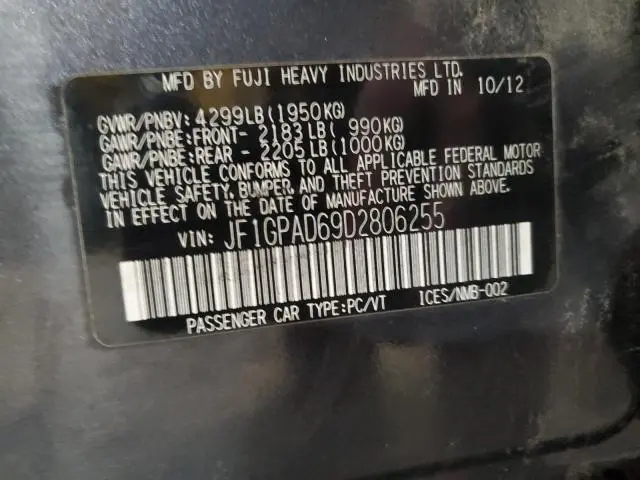 MFD BY FUJI HEAVY INDUSTRIES LTD.
MFD IN 10/12
GVWR/PNBV: 4299LB(1950KG)
GAWR/PNBE:FRONT- 2183LB( 990KG)
GAWR/PNBE:REAR - 2205LB(1000KG)
THIS VEHICLE CONFORMS TO ALL APPLICABLE FEDERAL MOTOR
VEHICLE SAFETY, BUMPER, AND THEFT PREVENTION STANDARDS
IN EFFECT ON THE DATE OF MANUFACTURE SHOWN ABOVE.
VIN: JF1GPAD69D2806255
PASSENGER CAR TYPE:PC/VT ICES/NMB-002